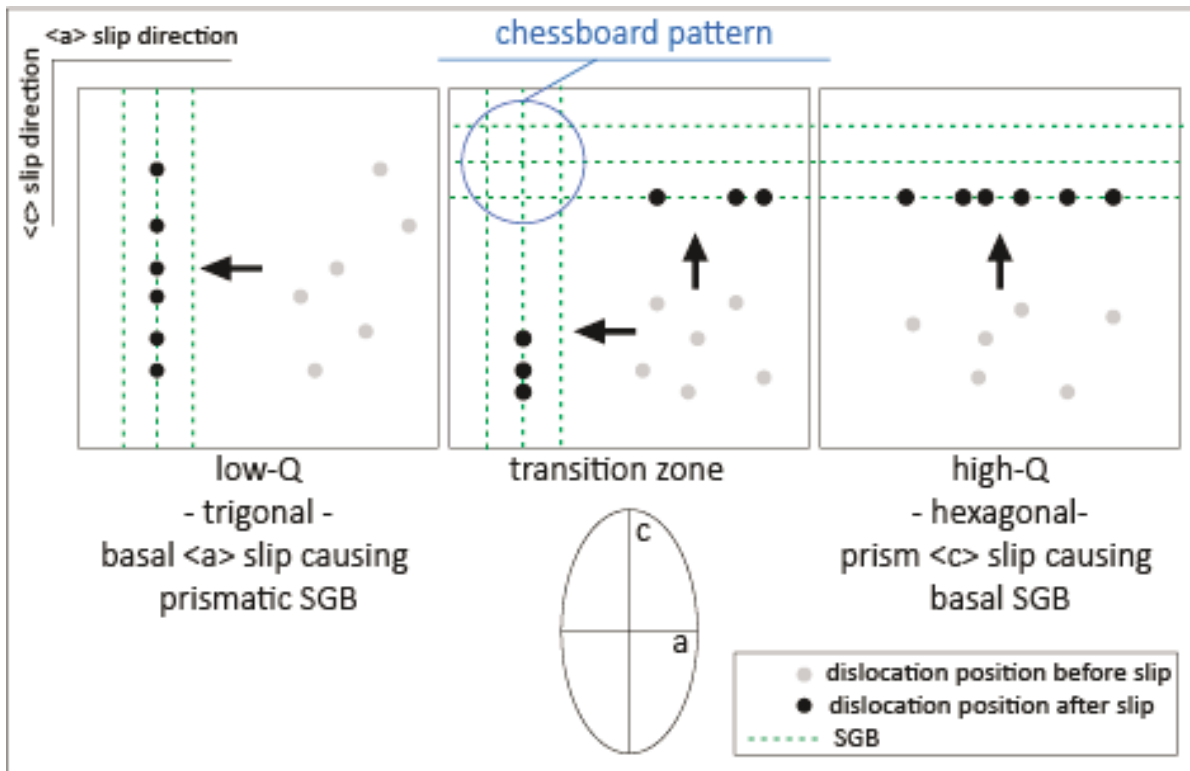 <a> slip direction
<c> slip direction
chessboard pattern
low-Q
- trigonal -
basal <a> slip causing
prismatic SGB
transition zone
high-Q
- hexagonal-
prism <c> slip causing
basal SGB
c
a
dislocation position before slip
dislocation position after slip
SGB